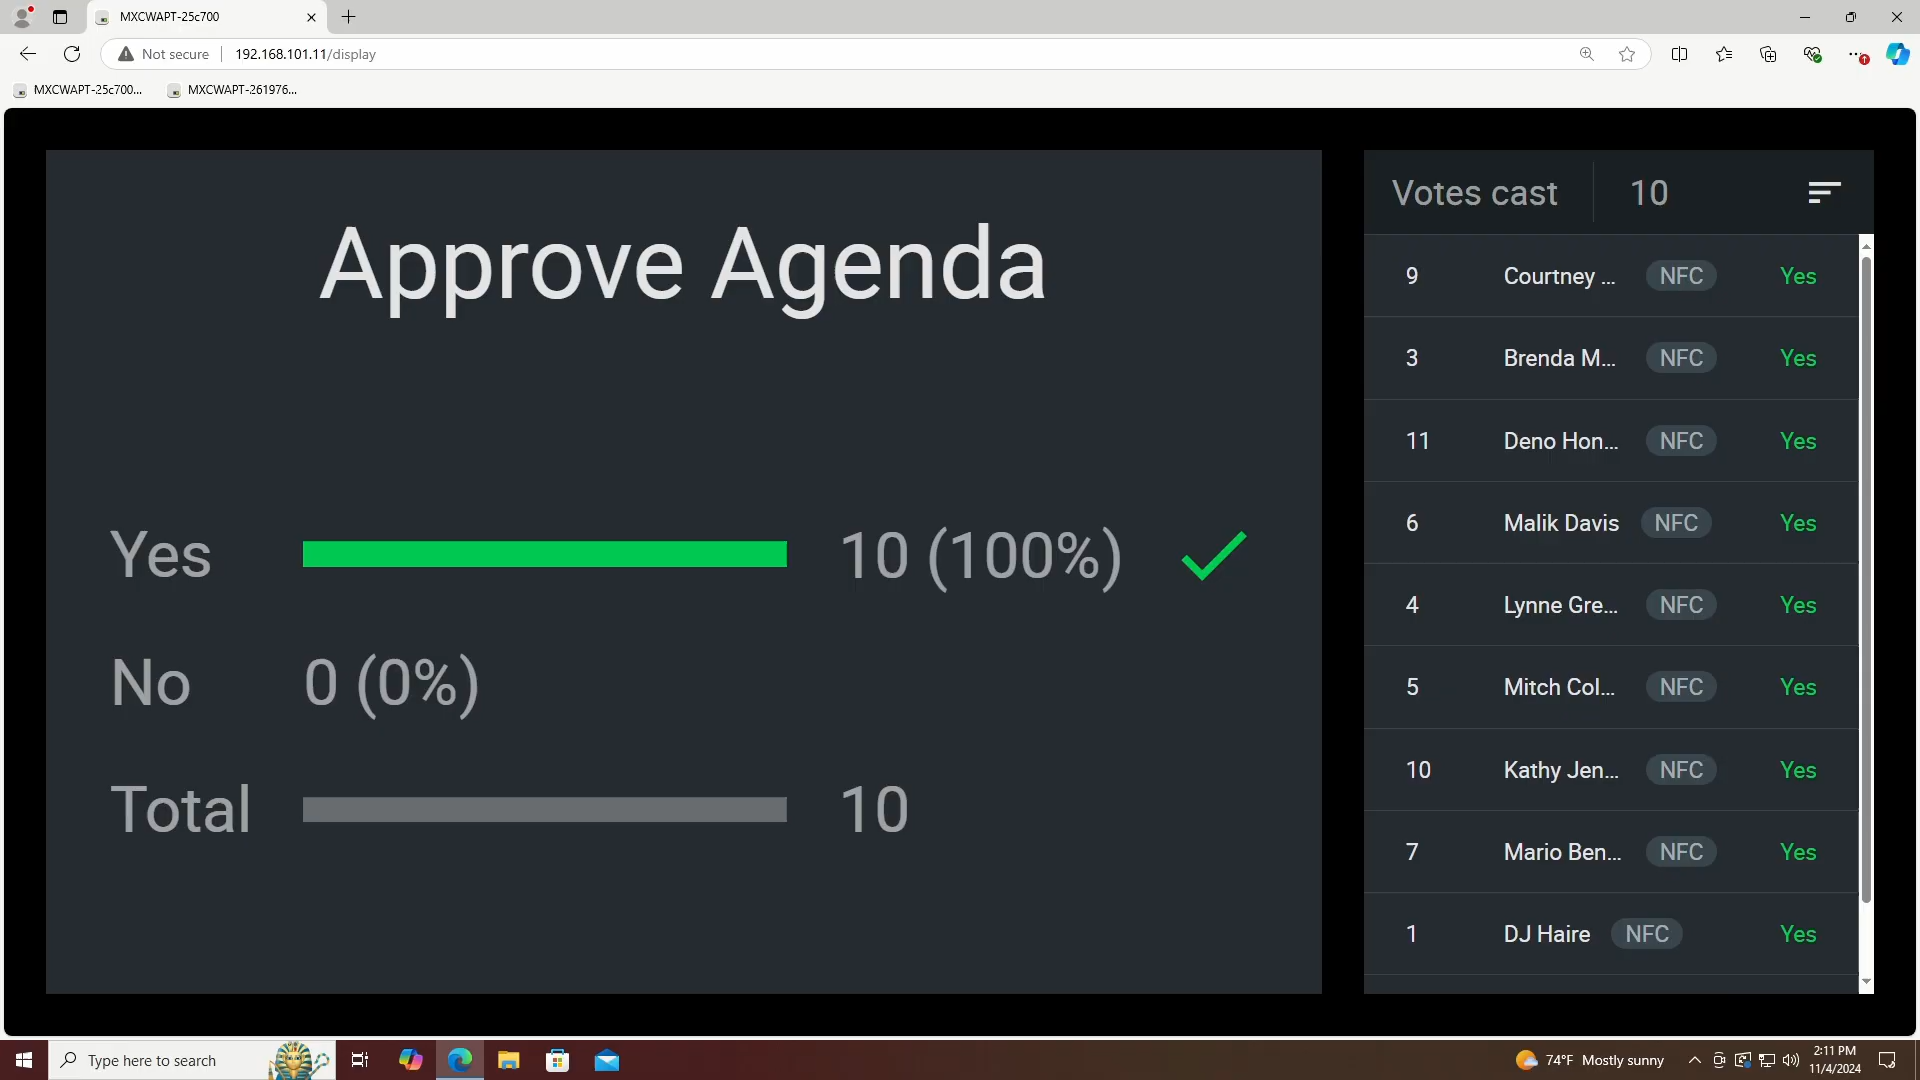 MXCWAPT-25c700
Not secure
192.168.101.11/display
MXCWAPT-25c700...
MXCWAPT-261976...
Approve Agenda
Yes 10 (100%)
No 0 (0%)
Total 10
Votes cast 10
9 Courtney ... NFC Yes
3 Brenda M... NFC Yes
11 Deno Hon... NFC Yes
6 Malik Davis NFC Yes
4 Lynne Gre... NFC Yes
5 Mitch Col... NFC Yes
10 Kathy Jen... NFC Yes
7 Mario Ben... NFC Yes
1 DJ Haire NFC Yes
Type here to search
74°F Mostly sunny
2:11 PM
11/4/2024